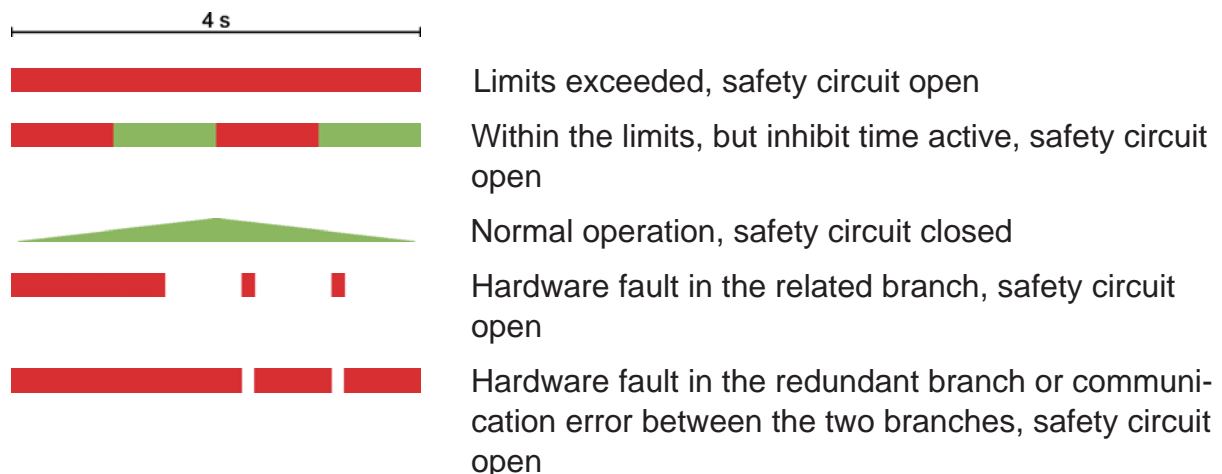 4 s
Limits exceeded, safety circuit open
Within the limits, but inhibit time active, safety circuit
open
Normal operation, safety circuit closed
Hardware fault in the related branch, safety circuit
open
Hardware fault in the redundant branch or communi-
cation error between the two branches, safety circuit
open